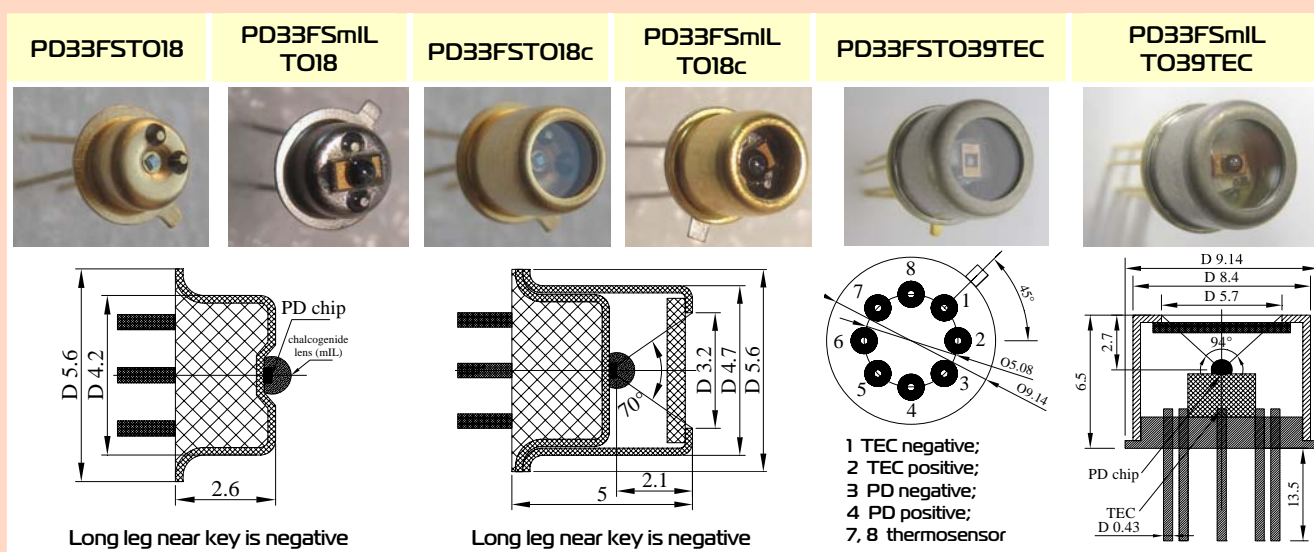 PD33FSTO18
PD33FSmIL
TO18
PD33FSTO18c
PD33FSmIL
TO18c
PD33FSTO39TEC
PD33FSmIL
TO39TEC
D 5.6
D 4.2
PD chip
chalcogenide
lens (mIL)
2.6
Long leg near key is negative
70°
D 3.2
D 4.7
D 5.6
2.1
5
Long leg near key is negative
8
7
1
45°
6
2
5
3
4
O5.08
O9.14
1 TEC negative;
2 TEC positive;
3 PD negative;
4 PD positive;
7, 8 thermosensor
D 9.14
D 8.4
D 5.7
94°
2.7
6.5
PD chip
TEC
D 0.43
13.5